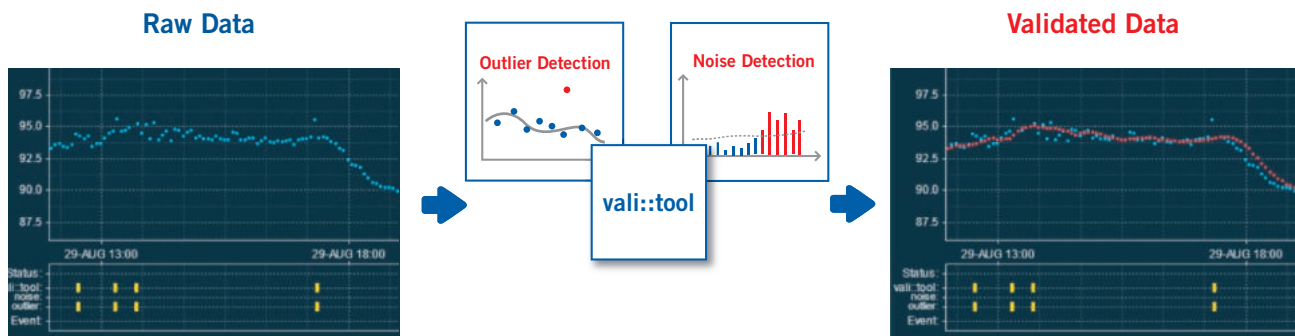 Raw Data
97.5
95.0
92.5
90.0
87.5
29-AUG 13:00 29-AUG 18:00
Status:
li::tool:
noise:
outlier:
Event:
Outlier Detection
Noise Detection
vali::tool
Validated Data
97.5
95.0
92.5
90.0
87.5
29-AUG 13:00 29-AUG 18:00
Status:
vali::tool:
noise:
outlier:
Event: